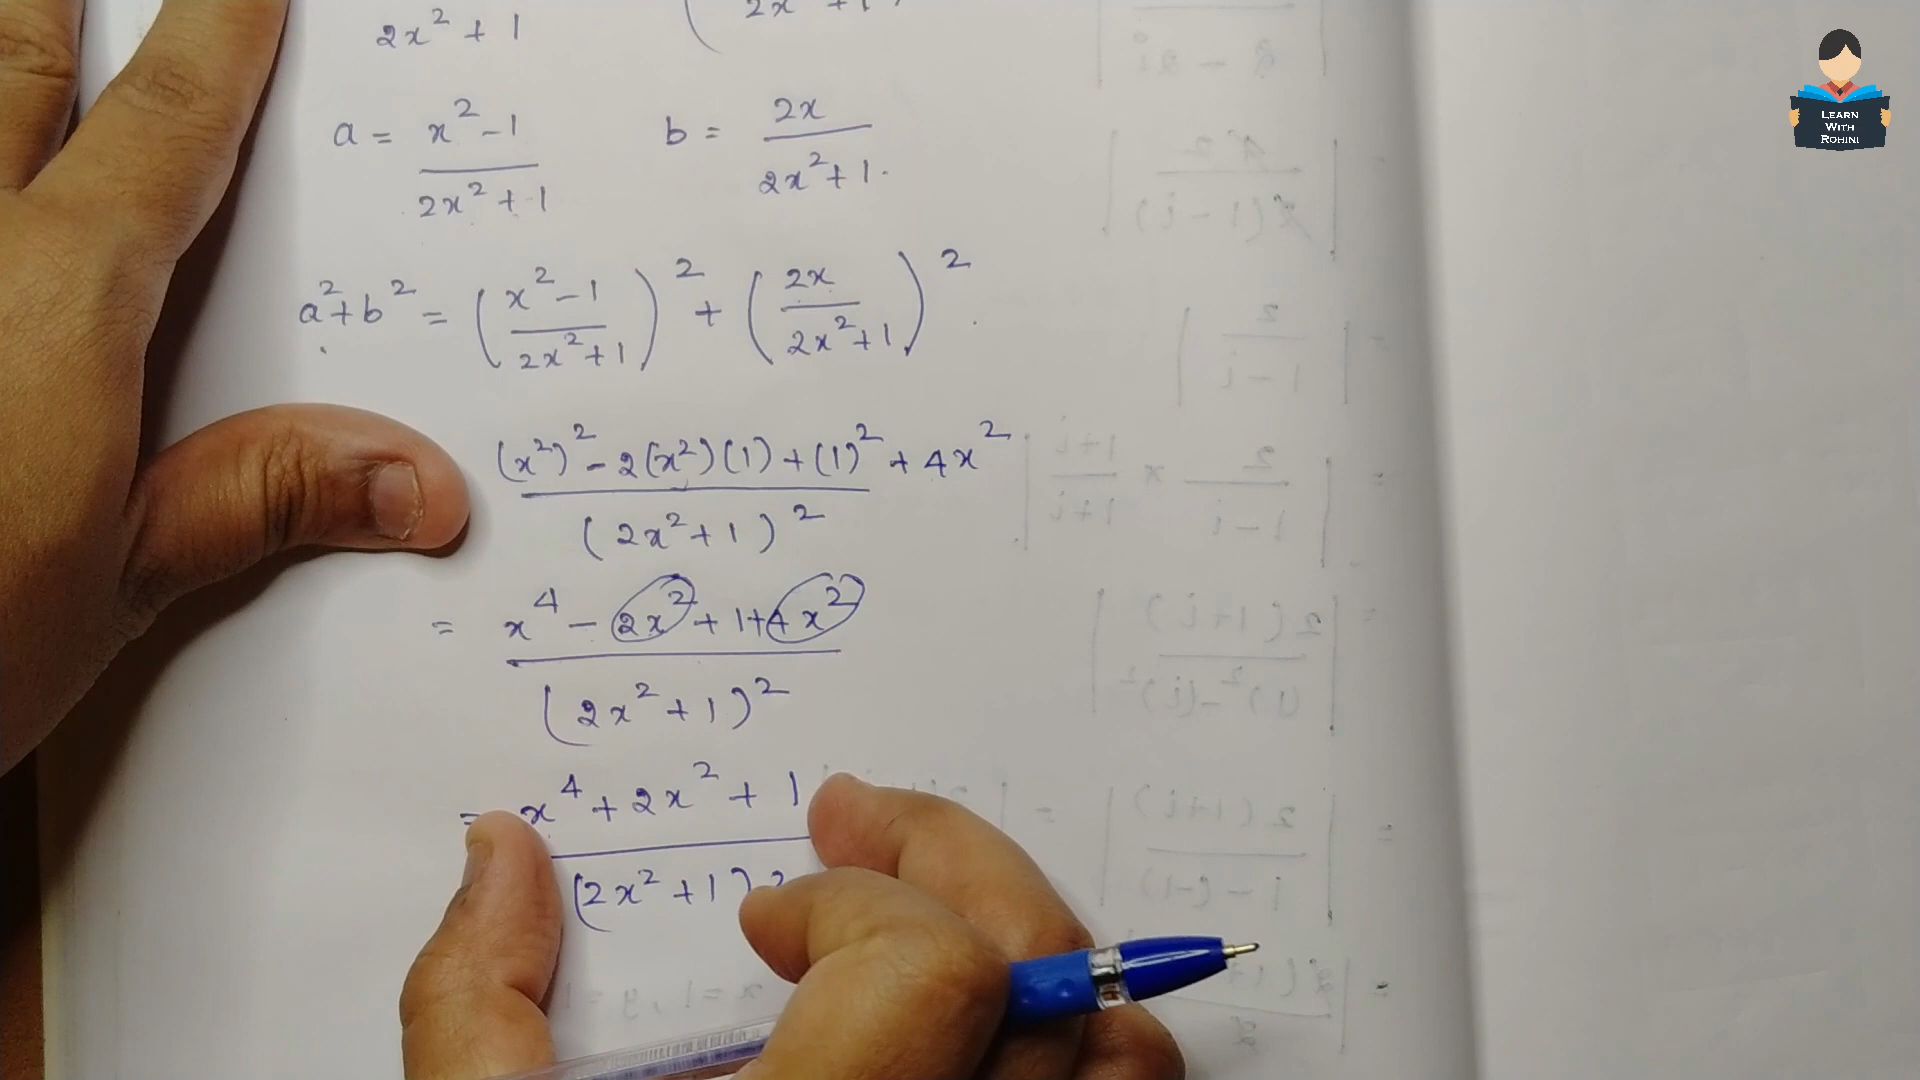 2x² + 1
2x² + 1
a = (x² - 1)/(2x² + 1) b = 2x/(2x² + 1).
a² + b² = ((x² - 1)/(2x² + 1))² + (2x/(2x² + 1))²
((x²)² - 2(x²)(1) + (1)² + 4x²)/(2x² + 1)²
= (x⁴ - 2x² + 1 + 4x²)/(2x² + 1)²
= (x⁴ + 2x² + 1)/(2x² + 1)²
LEARN
WITH
ROHINI